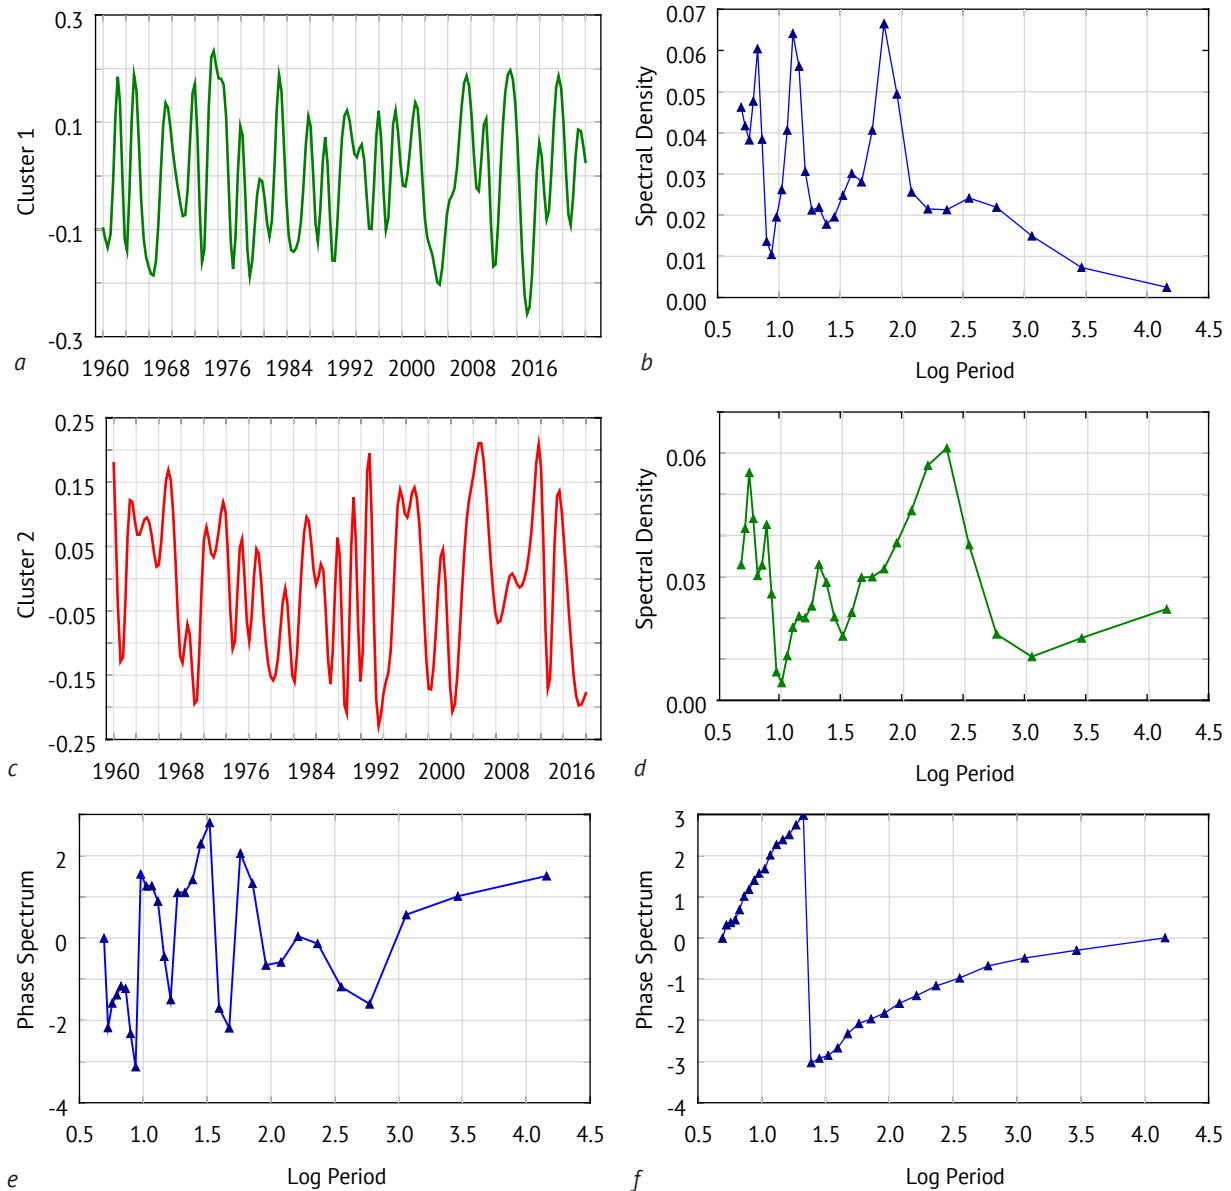 0.3
0.1
-0.1
-0.3
Cluster 1
1960 1968 1976 1984 1992 2000 2008 2016
a
0.07
0.06
0.05
0.04
0.03
0.02
0.01
0.00
Spectral Density
0.5 1.0 1.5 2.0 2.5 3.0 3.5 4.0 4.5
Log Period
b
0.25
0.15
0.05
-0.05
-0.15
-0.25
Cluster 2
1960 1968 1976 1984 1992 2000 2008 2016
c
0.06
0.03
0.00
Spectral Density
0.5 1.0 1.5 2.0 2.5 3.0 3.5 4.0 4.5
Log Period
d
2
0
-2
-4
Phase Spectrum
0.5 1.0 1.5 2.0 2.5 3.0 3.5 4.0 4.5
Log Period
e
3
2
1
0
-1
-2
-3
-4
Phase Spectrum
0.5 1.0 1.5 2.0 2.5 3.0 3.5 4.0 4.5
Log Period
f